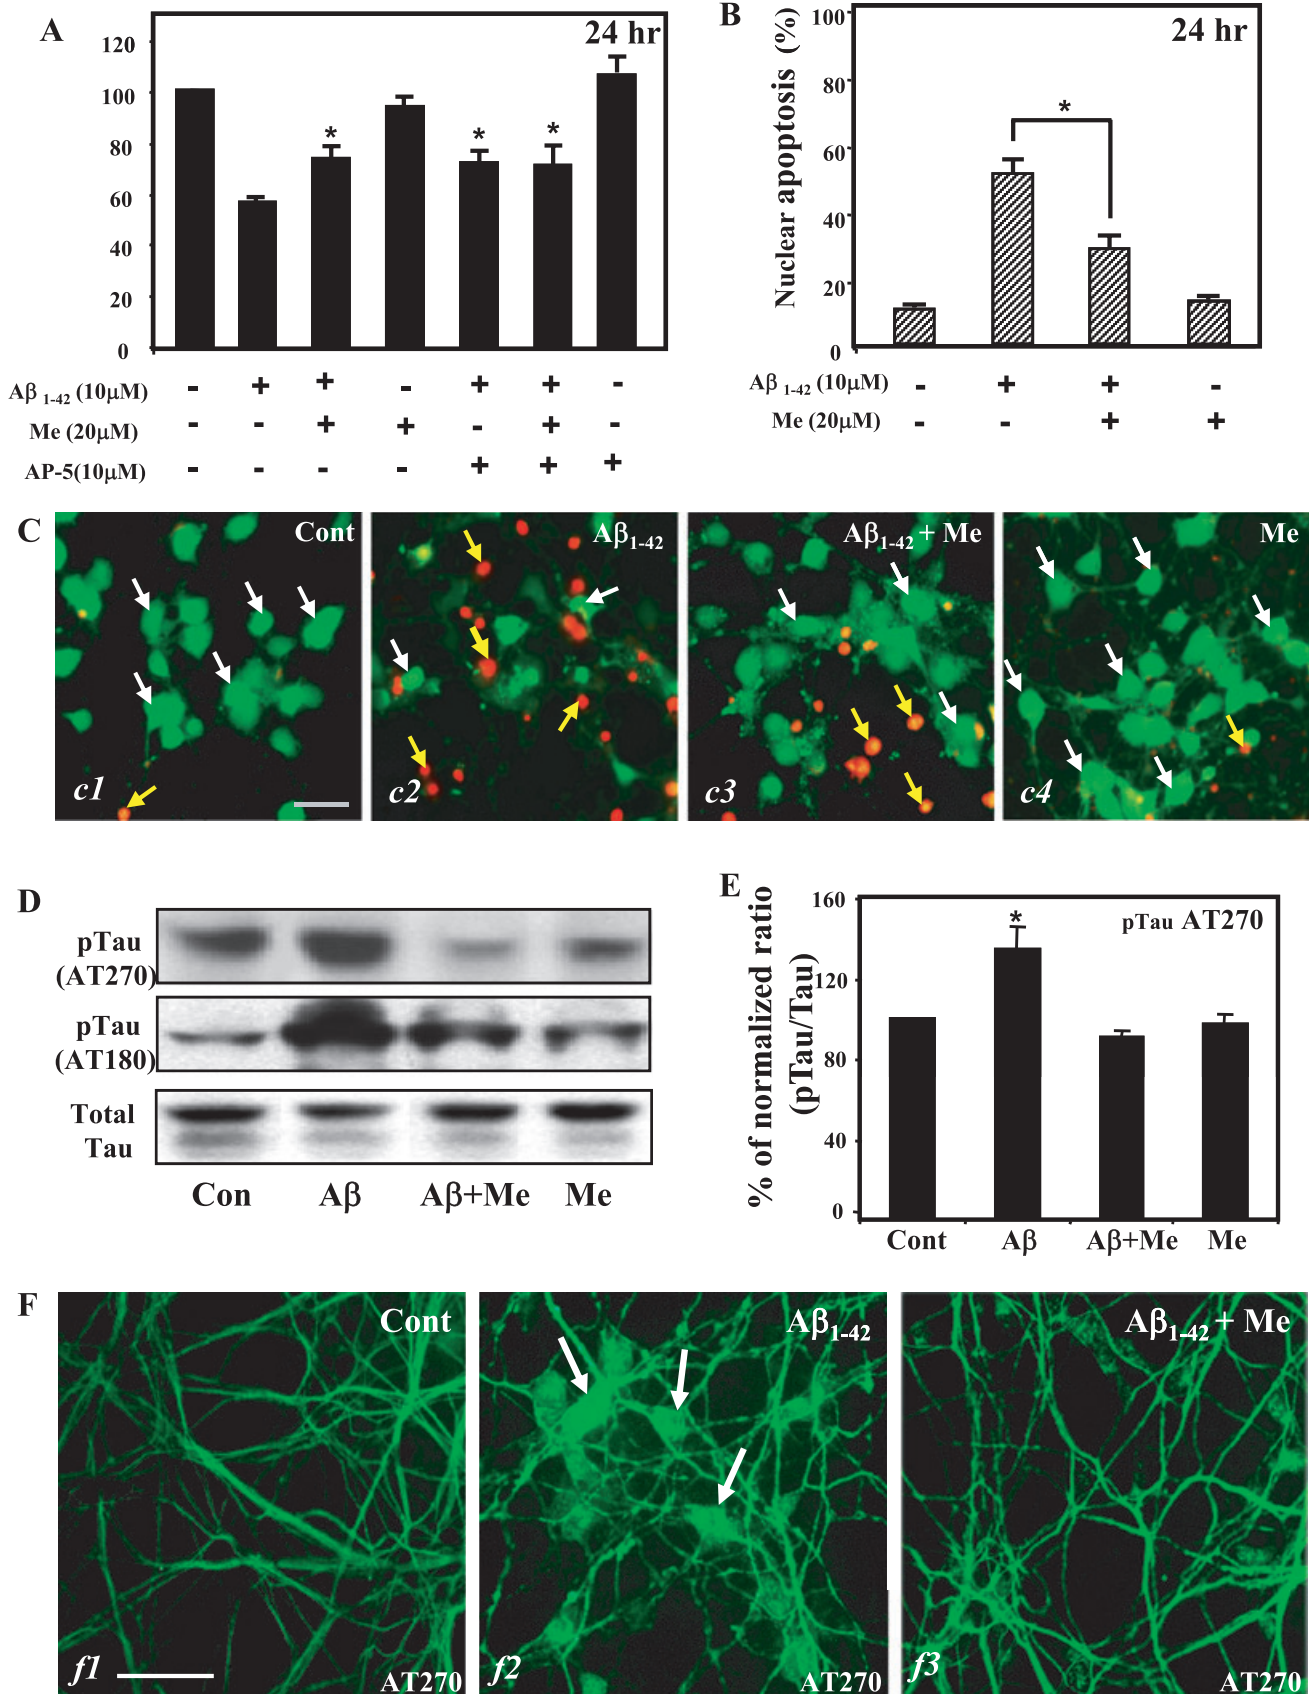 A
24 hr
120
100
80
60
40
20
0
* * *
Aβ 1-42 (10μM) - + + - + + -
Me (20μM) - - + + - + -
AP-5(10μM) - - - - + + +
B
24 hr
Nuclear apoptosis (%)
100
80
60
40
20
0
*
Aβ 1-42 (10μM) - + + -
Me (20μM) - - + +
C
Cont
c1
Aβ1-42
c2
Aβ1-42 + Me
c3
Me
c4
D
pTau
(AT270)
pTau
(AT180)
Total
Tau
Con Aβ Aβ+Me Me
E
% of normalized ratio
(pTau/Tau)
pTau AT270
160
120
80
40
0
*
Cont Aβ Aβ+Me Me
F
Cont
f1
AT270
Aβ1-42
f2
AT270
Aβ1-42 + Me
f3
AT270